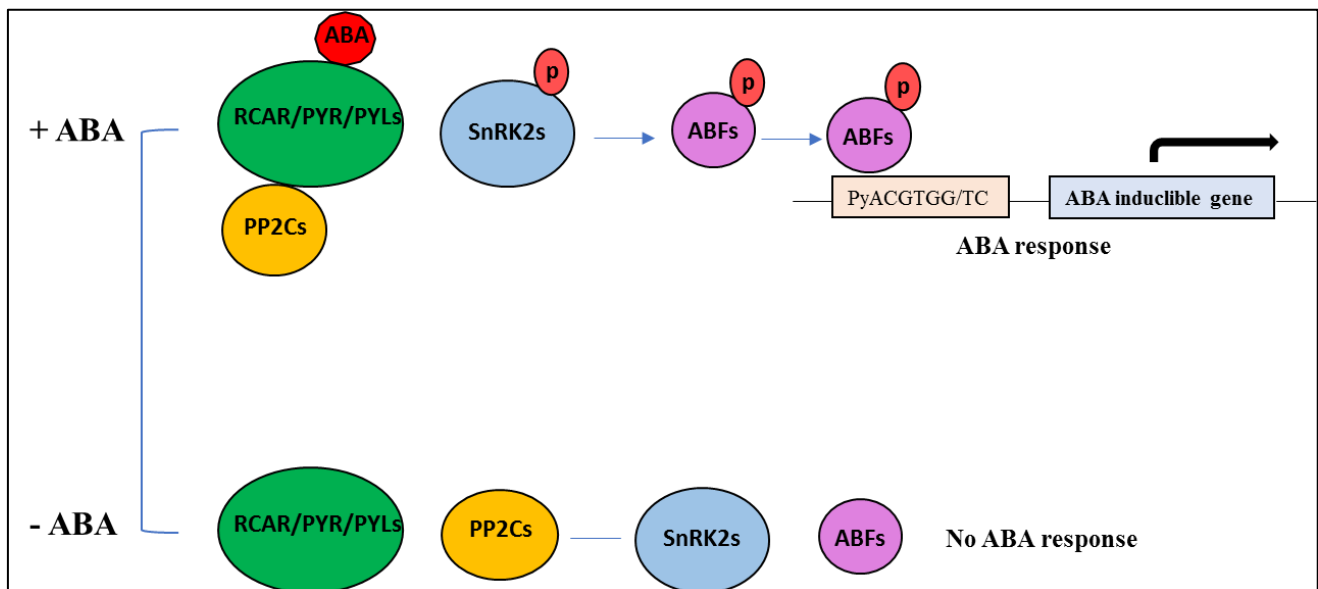 ABA
+ ABA
RCAR/PYR/PYLs
PP2Cs
p
SnRK2s
p
ABFs
p
ABFs
PyACGTGG/TC
ABA inducible gene
ABA response
- ABA
RCAR/PYR/PYLs
PP2Cs
SnRK2s
ABFs
No ABA response